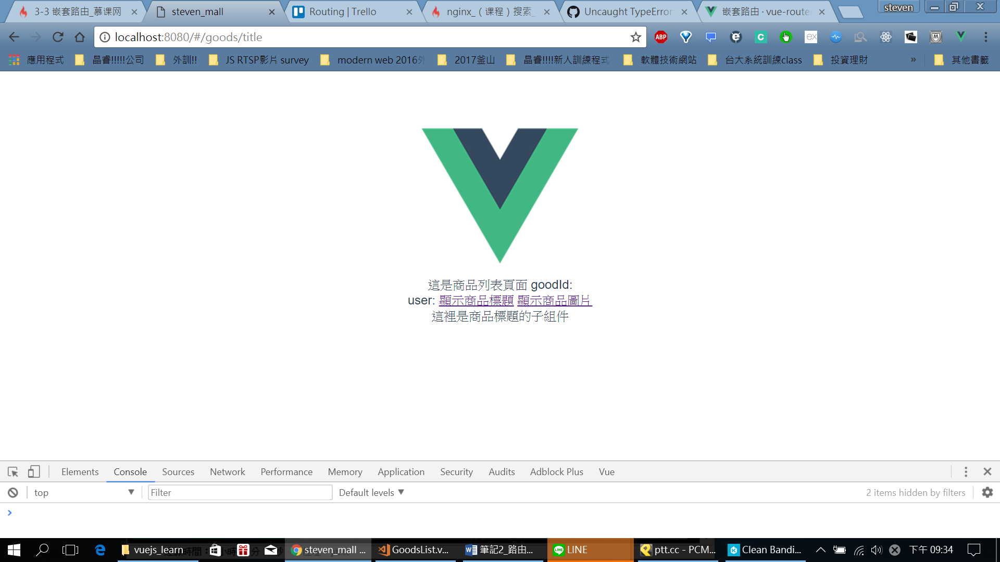 3-3 嵌套路由_慕课网
steven_mall
Routing | Trello
nginx_（课程）搜索_
Uncaught TypeError:
嵌套路由 · vue-route
steven
localhost:8080/#/goods/title
ABP
應用程式
晶睿!!!!!公司
外訓!!
JS RTSP影片 survey
modern web 2016外
2017釜山
晶睿!!!!新人訓練程式
軟體技術網站
台大系統訓練class
投資理財
»
其他書籤
這是商品列表頁面 goodId:
user: 顯示商品標題 顯示商品圖片
這裡是商品標題的子組件
Elements Console Sources Network Performance Memory Application Security Audits Adblock Plus Vue
top Filter Default levels 2 items hidden by filters
vuejs_learn
steven_mall ...
GoodsList.v...
筆記2_路由...
LINE
ptt.cc - PCM...
Clean Bandi...
下午 09:34